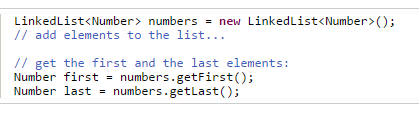 LinkedList<Number> numbers = new LinkedList<Number>();
// add elements to the list...
// get the first and the last elements:
Number first = numbers.getFirst();
Number last = numbers.getLast();